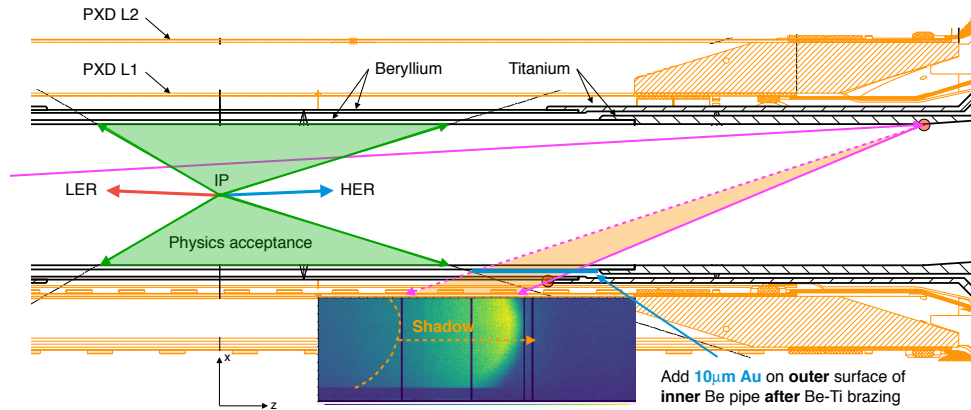 PXD L2
PXD L1
Beryllium
Titanium
IP
LER
HER
Physics acceptance
Shadow
x
z
Add 10μm Au on outer surface of
inner Be pipe after Be-Ti brazing